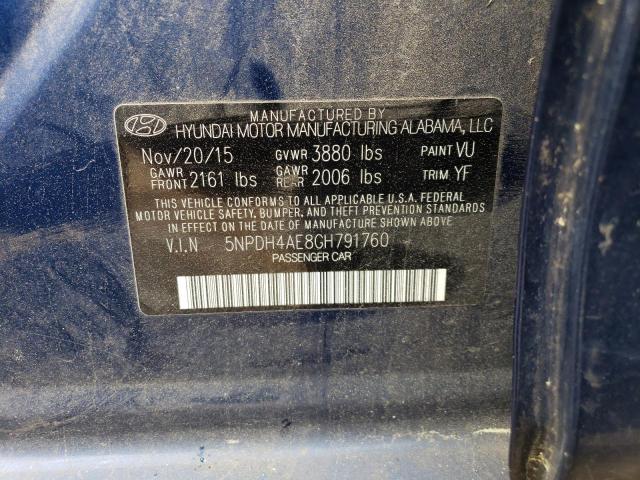 MANUFACTURED BY
HYUNDAI MOTOR MANUFACTURING ALABAMA, LLC
Nov/20/15 GVWR 3880 lbs PAINT VU
GAWR FRONT 2161 lbs GAWR REAR 2006 lbs TRIM YF
THIS VEHICLE CONFORMS TO ALL APPLICABLE U.S.A. FEDERAL
MOTOR VEHICLE SAFETY, BUMPER, AND THEFT PREVENTION STANDARDS
IN EFFECT ON THE DATE OF MANUFACTURE SHOWN ABOVE
V.I.N 5NPDH4AE8GH791760
PASSENGER CAR